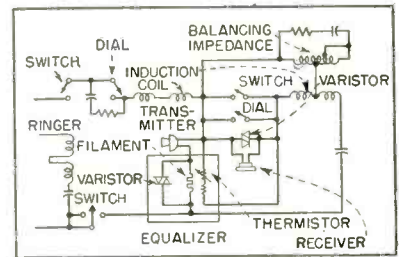 BALANCING
IMPEDANCE
DIAL
SWITCH
INDUCTION
COIL
SWITCH
VARISTOR
TRANS-
MITTER
DIAL
RINGER
FILAMENT
VARISTOR
SWITCH
THERMISTOR
EQUALIZER
RECEIVER